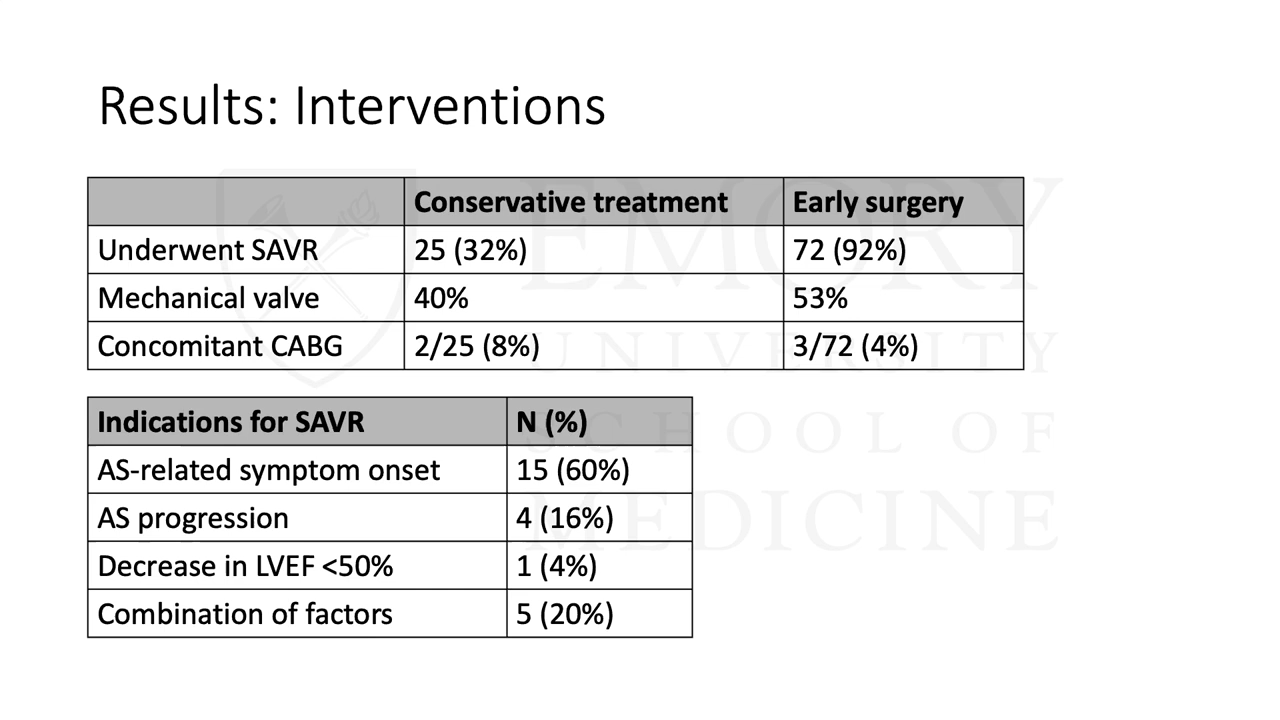 Results: Interventions
Conservative treatment Early surgery
Underwent SAVR 25 (32%) 72 (92%)
Mechanical valve 40% 53%
Concomitant CABG 2/25 (8%) 3/72 (4%)
Indications for SAVR N (%)
AS-related symptom onset 15 (60%)
AS progression 4 (16%)
Decrease in LVEF <50% 1 (4%)
Combination of factors 5 (20%)
EMORY
UNIVERSITY
SCHOOL OF
MEDICINE